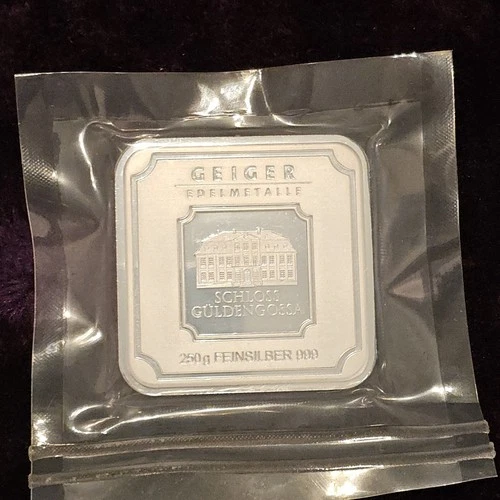 GEIGER
EDELMETALLE
SCHLOSS
GÜLDENGOSSA
250g FEINSILBER 999